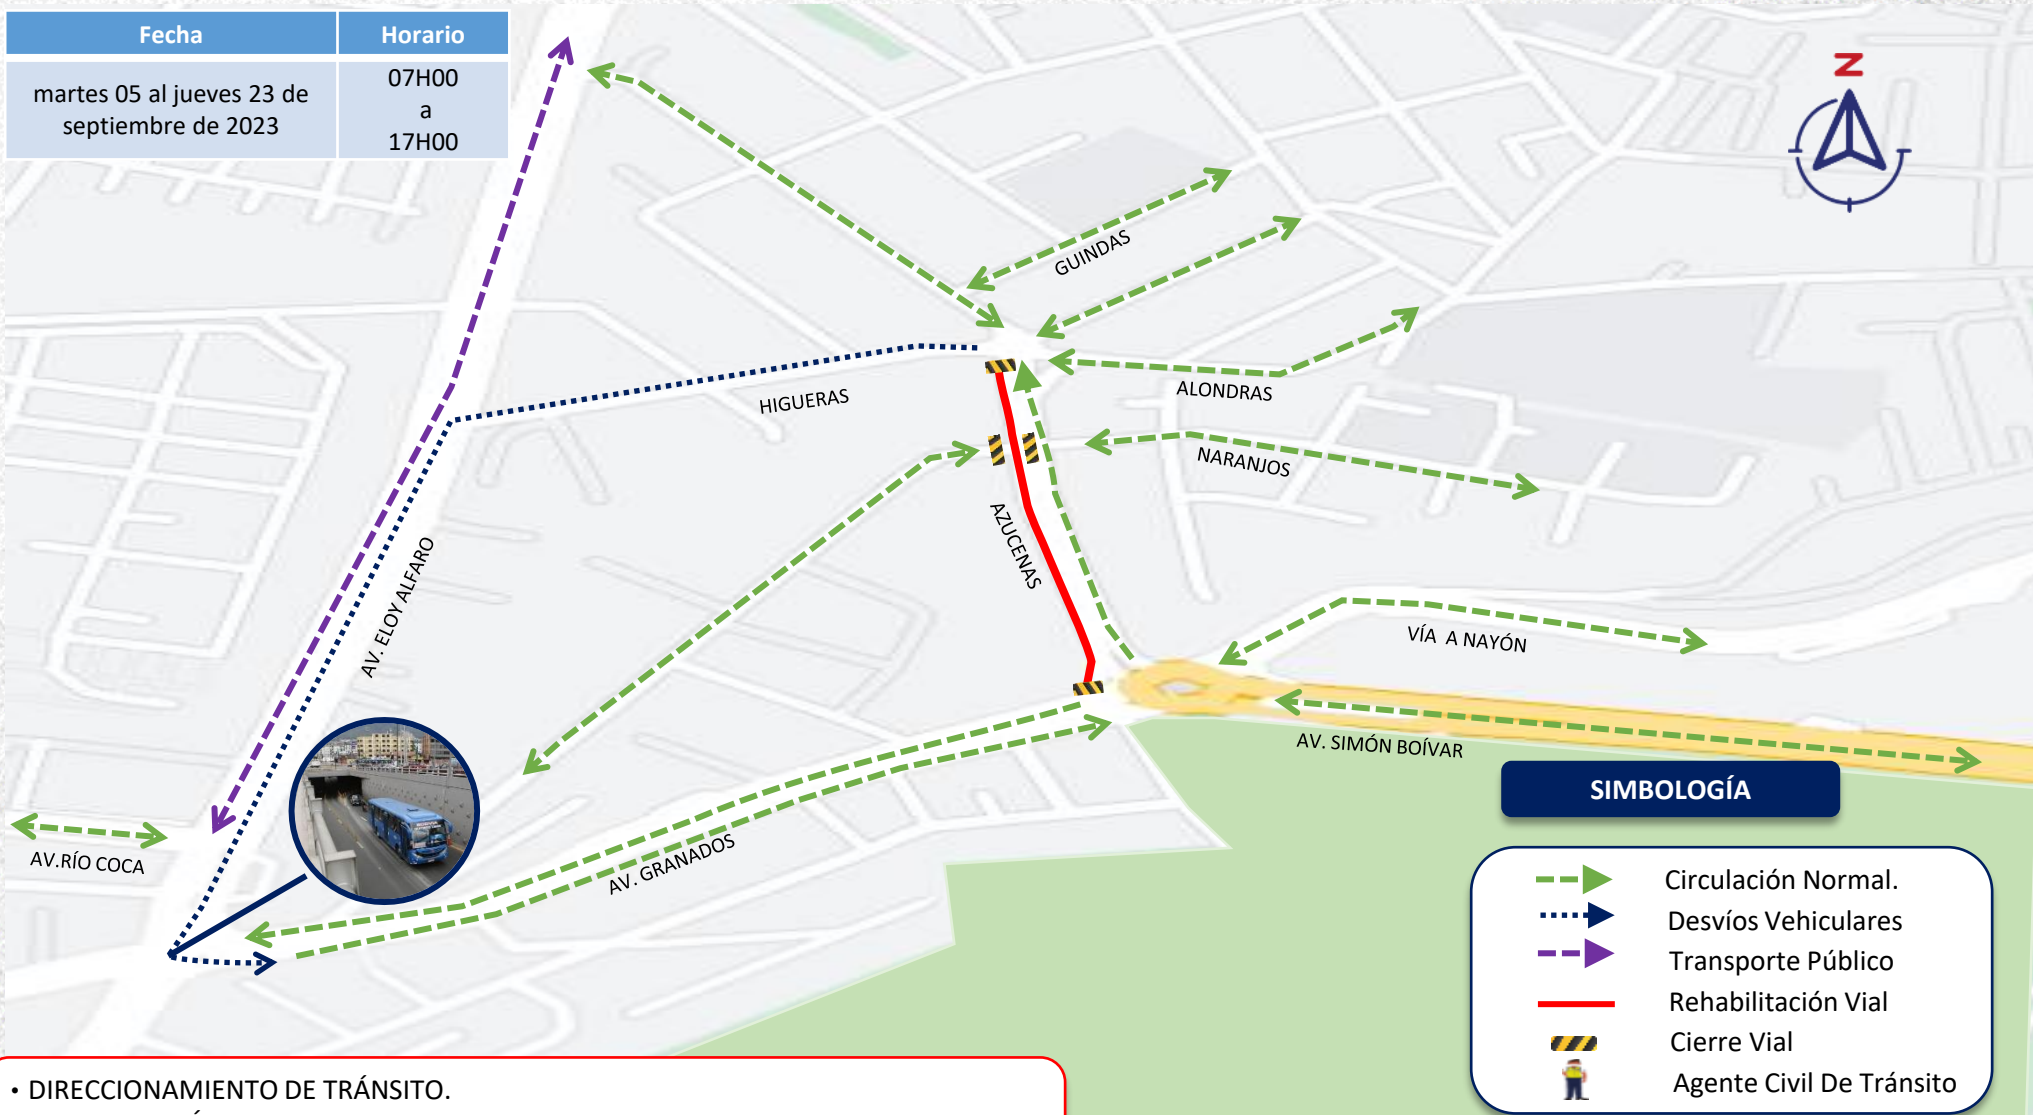 Fecha
Horario
martes 05 al jueves 23 de
septiembre de 2023
07H00
a
17H00
N
GUINDAS
HIGUERAS
ALONDRAS
NARANJOS
AZUCENAS
AV. ELOY ALFARO
VÍA A NAYÓN
AV. SIMÓN BOÍVAR
AV.RÍO COCA
AV. GRANADOS
SIMBOLOGÍA
Circulación Normal.
Desvíos Vehiculares
Transporte Público
Rehabilitación Vial
Cierre Vial
Agente Civil De Tránsito
• DIRECCIONAMIENTO DE TRÁNSITO.